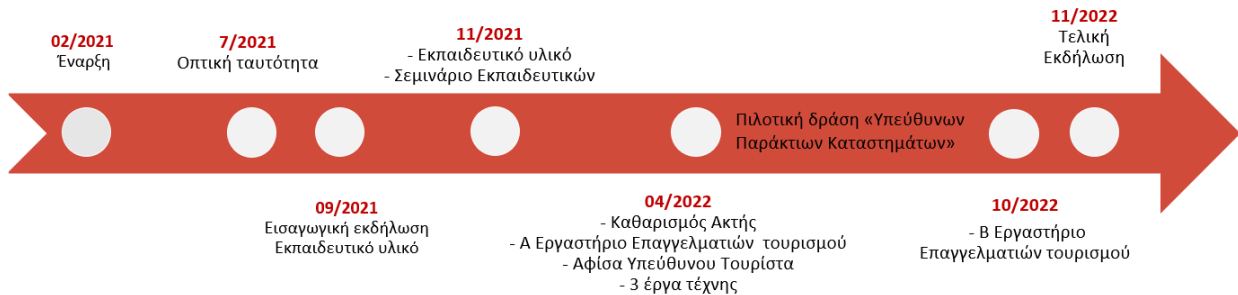 02/2021
Έναρξη
7/2021
Οπτική ταυτότητα
09/2021
Εισαγωγική εκδήλωση
Εκπαιδευτικό υλικό
11/2021
- Εκπαιδευτικό υλικό
- Σεμινάριο Εκπαιδευτικών
04/2022
- Καθαρισμός Ακτής
- Α Εργαστήριο Επαγγελματιών  τουρισμού
- Αφίσα Υπεύθυνου Τουρίστα
- 3 έργα τέχνης
Πιλοτική δράση «Υπεύθυνων
Παράκτιων Καταστημάτων»
10/2022
- Β Εργαστήριο
Επαγγελματιών τουρισμού
11/2022
Τελική
Εκδήλωση